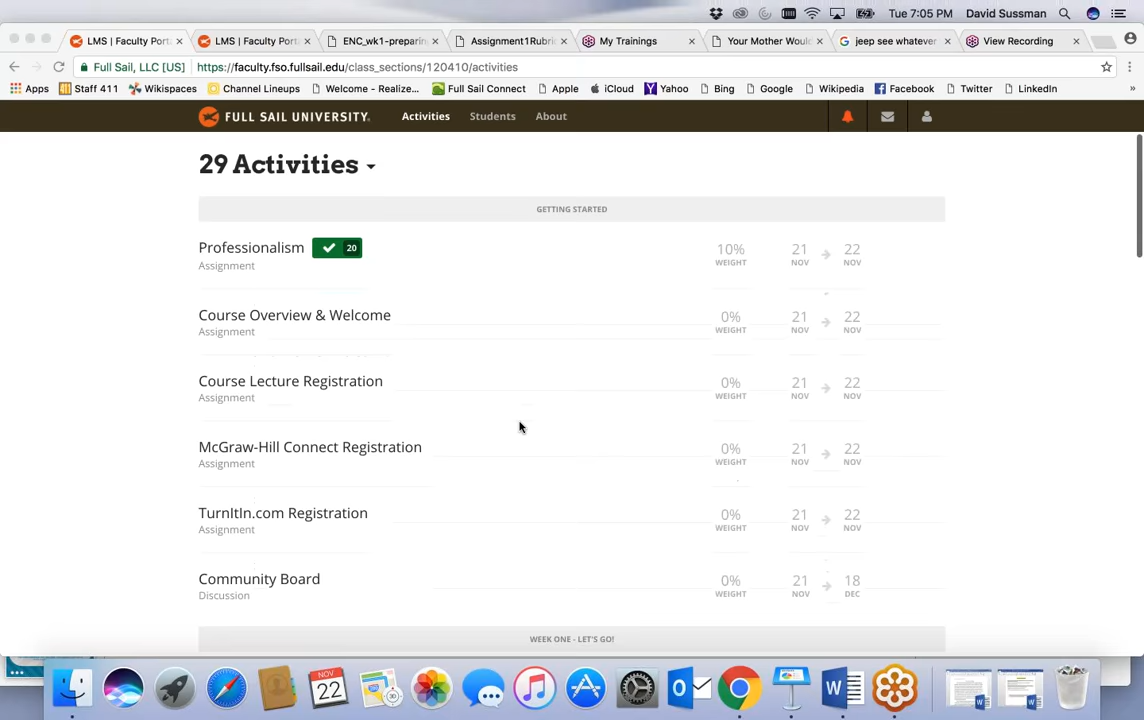 Tue 7:05 PM David Sussman
LMS | Faculty Porta
LMS | Faculty Porta
ENC_wk1-preparin
Assignment1Rubric
My Trainings
Your Mother Woul
jeep see whatever
View Recording
Full Sail, LLC [US] https://faculty.fso.fullsail.edu/class_sections/120410/activities
Apps Staff 411 Wikispaces Channel Lineups Welcome - Realize... Full Sail Connect Apple iCloud Yahoo Bing Google Wikipedia Facebook Twitter LinkedIn »
FULL SAIL UNIVERSITY. Activities Students About
29 Activities
GETTING STARTED
Professionalism 20
Assignment
10% WEIGHT 21 NOV 22 NOV
Course Overview & Welcome
Assignment
0% WEIGHT 21 NOV 22 NOV
Course Lecture Registration
Assignment
0% WEIGHT 21 NOV 22 NOV
McGraw-Hill Connect Registration
Assignment
0% WEIGHT 21 NOV 22 NOV
TurnItIn.com Registration
Assignment
0% WEIGHT 21 NOV 22 NOV
Community Board
Discussion
0% WEIGHT 21 NOV 18 DEC
WEEK ONE - LET'S GO!
NOV
22